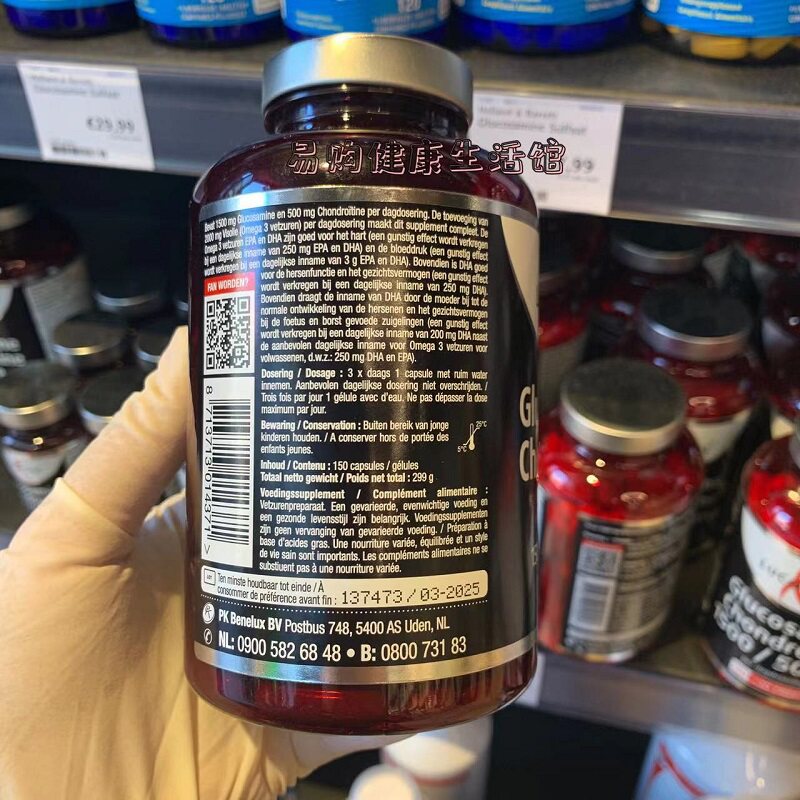 120
Holland & Barrett
Glucosamine Sulfaat
€29,99
.99
易购健康生活馆
Bevat 1500 mg Glucosamine en 500 mg Chondroïtine per dagdosering. De toevoeging van
2000 mg Visolie (Omega 3 vetzuren) per dagdosering maakt dit supplement compleet. De
Omega 3 vetzuren EPA en DHA zijn goed voor het hart (een gunstig effect wordt verkregen
bij een dagelijkse inname van 250 mg EPA en DHA) en de bloeddruk (een gunstig effect
wordt verkregen bij een dagelijkse inname van 3 g EPA en DHA). Bovendien is DHA goed
voor de hersenfunctie en het gezichtsvermogen (een gunstig effect
wordt verkregen bij een dagelijkse inname van 250 mg DHA).
Bovendien draagt de inname van DHA door de moeder bij tot de
normale ontwikkeling van de hersenen en het gezichtsvermogen
bij de foetus en borst gevoede zuigelingen (een gunstig effect
wordt verkregen bij een dagelijkse inname van 200 mg DHA naast
de aanbevolen dagelijkse inname voor Omega 3 vetzuren voor
volwassenen, d.w.z.: 250 mg DHA en EPA).
FAN WORDEN?
Dosering / Dosage : 3 x daags 1 capsule met ruim water
innemen. Aanbevolen dagelijkse dosering niet overschrijden. /
Trois fois par jour 1 gélule avec d'eau. Ne pas dépasser la dose
maximum par jour.
Bewaring / Conservation : Buiten bereik van jonge
kinderen houden. / A conserver hors de portée des
enfants jeunes.
25°C
5°C
Inhoud / Contenu : 150 capsules / gélules
Totaal netto gewicht / Poids net total : 299 g
Voedingssupplement / Complément alimentaire :
Vetzurenpreparaat. Een gevarieerde, evenwichtige voeding en
een gezonde levensstijl zijn belangrijk. Voedingssupplementen
zijn geen vervanging van gevarieerde voeding. / Préparation à
base d'acides gras. Une nourriture variée, équilibrée et un style
de vie sain sont importants. Les compléments alimentaires ne se
substituent pas à une nourriture variée.
8 713713 014377 >
Ten minste houdbaar tot einde / À
consommer de préférence avant fin : 137473 / 03-2025
PK Benelux BV Postbus 748, 5400 AS Uden, NL
NL: 0900 582 68 48 • B: 0800 731 83